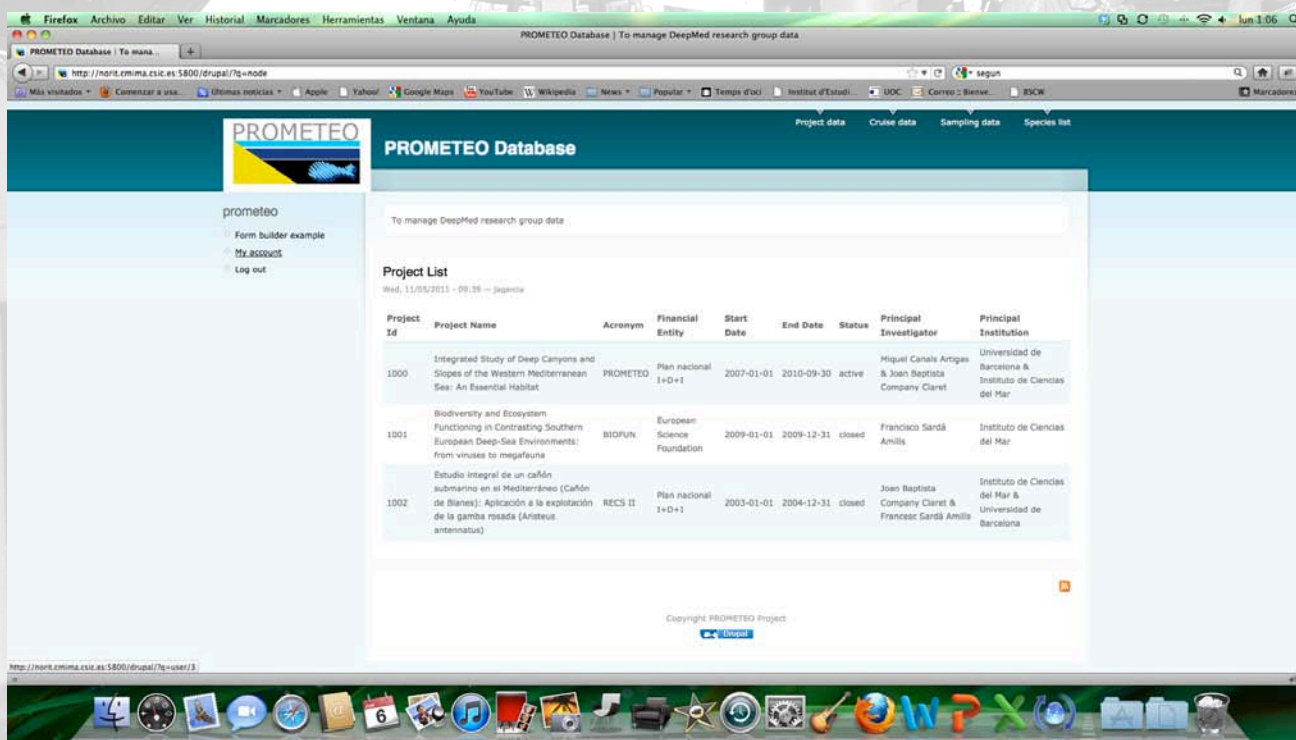 Firefox Archivo Editar Ver Historial Marcadores Herramientas Ventana Ayuda
lun 1:06
PROMETEO Database | To manage DeepMed research group data
PROMETEO Database | To mana...
http://norit.cmima.csic.es:5800/drupal/?q=node
segun
Más visitados Comenzar a usa... Últimas noticias Apple Yahoo! Google Maps YouTube Wikipedia News Popular Temps d'oci Institut d'Estudi... UOC Correo :: Bienve... BSCW Marcadores
Project data Cruise data Sampling data Species list
PROMETEO
PROMETEO Database
prometeo
Form builder example
My account
Log out
To manage DeepMed research group data
Project List
Wed, 11/05/2011 - 09:39 — jagarcia
Project Id Project Name Acronym Financial Entity Start Date End Date Status Principal Investigator Principal Institution
1000 Integrated Study of Deep Canyons and Slopes of the Western Mediterranean Sea: An Essential Habitat PROMETEO Plan nacional I+D+I 2007-01-01 2010-09-30 active Miquel Canals Artigas & Joan Baptista Company Claret Universidad de Barcelona & Instituto de Ciencias del Mar
1001 Biodiversity and Ecosystem Functioning in Contrasting Southern European Deep-Sea Environments: from viruses to megafauna BIOFUN European Science Foundation 2009-01-01 2009-12-31 closed Francisco Sardà Amills Instituto de Ciencias del Mar
1002 Estudio integral de un cañón submarino en el Mediterráneo (Cañón de Blanes): Aplicación a la explotación de la gamba rosada (Aristeus antennatus) RECS II Plan nacional I+D+I 2003-01-01 2004-12-31 closed Joan Baptista Company Claret & Francesc Sardà Amills Instituto de Ciencias del Mar & Universidad de Barcelona
Copyright PROMETEO Project
Drupal
http://norit.cmima.csic.es:5800/drupal/?q=user/3
6